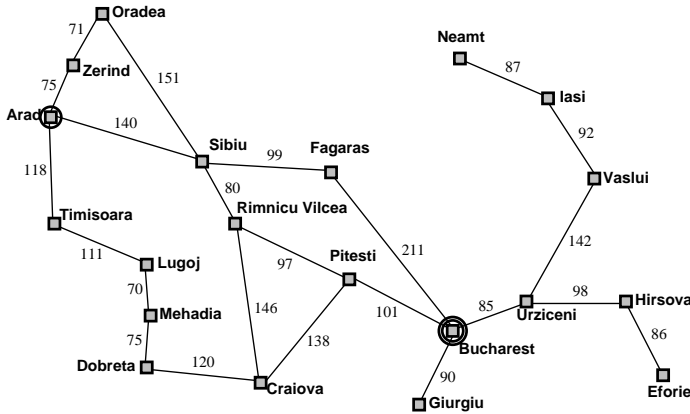 Oradea
Neamt
71
Zerind
87
75
151
Iasi
Arad
140
92
Sibiu
Fagaras
99
118
80
Vaslui
Timisoara
Rimnicu Vilcea
142
111
97
Pitesti
211
Lugoj
70
98
Hirsova
146
101
85
Urziceni
Mehadia
138
86
75
Bucharest
120
Dobreta
90
Craiova
Eforie
Giurgiu